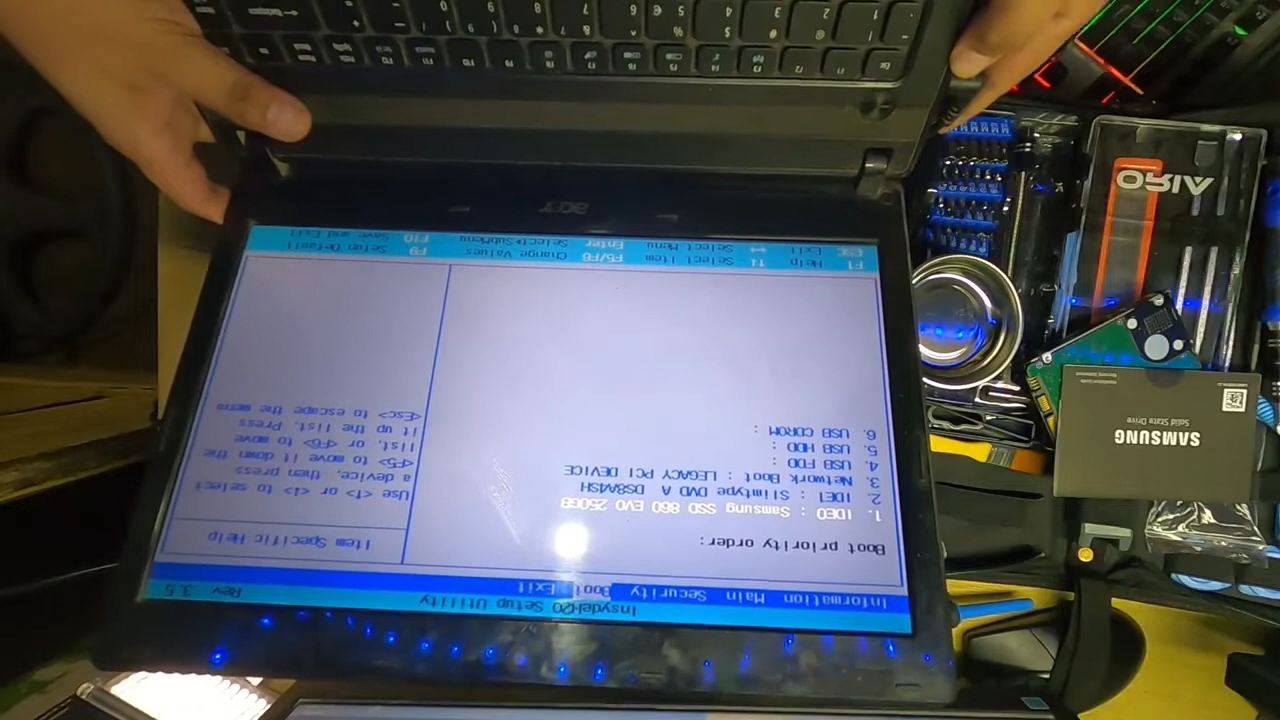 InsydeH20 Setup Utility
Rev 3.5
Information Main Security Boot Exit
Boot priority order:
1. IDE0 : Samsung SSD 860 EVO 250GB
2. IDE1 : Slimtype DVD A DS8A4SH
3. Network Boot : LEGACY PCI DEVICE
4. USB FDD :
5. USB HDD :
6. USB CDROM :
Item Specific Help
Use <↑> or <↓> to select
a device, then press
<F5> to move down the
list, or <F6> to move
it up the list. Press
<Esc> to escape the menu
F1 Help ↑↓ Select Item F5/F6 Change Values F9 Setup Default
ESC Exit ↔ Select Menu Enter Select▸SubMenu F10 Save and Exit
acer
ORIA
SAMSUNG
Solid State Drive